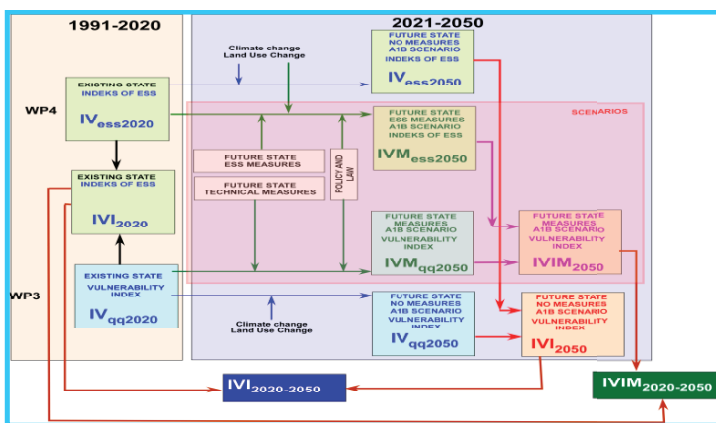 1991-2020
2021-2050
WP4
EXISTING STATE
INDEKS OF ESS
IVess2020
EXISTING STATE
INDEKS OF ESS
IVI2020
WP3
EXISTING STATE
VULNERABILITY
INDEX
IVqq2020
Climate change
Land Use Change
FUTURE STATE
NO MEASURES
A1B SCENARIO
INDEKS OF ESS
IVess2050
SCENARIOS
FUTURE STATE
ESS MEASURES
A1B SCENARIO
INDEKS OF ESS
IVMess2050
FUTURE STATE
ESS MEASURES
FUTURE STATE
TECHNICAL MEASURES
POLICY AND
LAW
FUTURE STATE
MEASURES
A1B SCENARIO
VULNERABILITY
INDEX
IVMqq2050
FUTURE STATE
MEASURES
A1B SCENARIO
VULNERABILITY
INDEX
IVIM2050
Climate change
Land Use Change
FUTURE STATE
NO MEASURES
A1B SCENARIO
VULNERABILITY
INDEX
IVqq2050
FUTURE STATE
NO MEASURES
A1B SCENARIO
VULNERABILITY
INDEX
IVI2050
IVI2020-2050
IVIM2020-2050